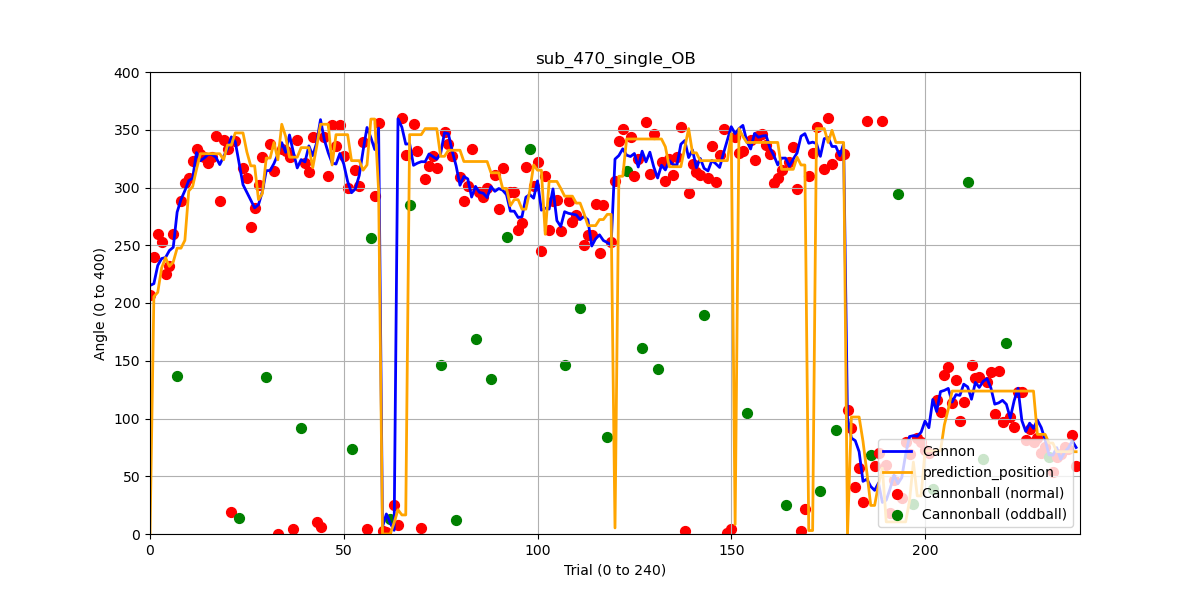 sub_470_single_OB
400
350
300
250
200
150
100
50
0
Angle (0 to 400)
0
50
100
150
200
Trial (0 to 240)
Cannon
prediction_position
Cannonball (normal)
Cannonball (oddball)